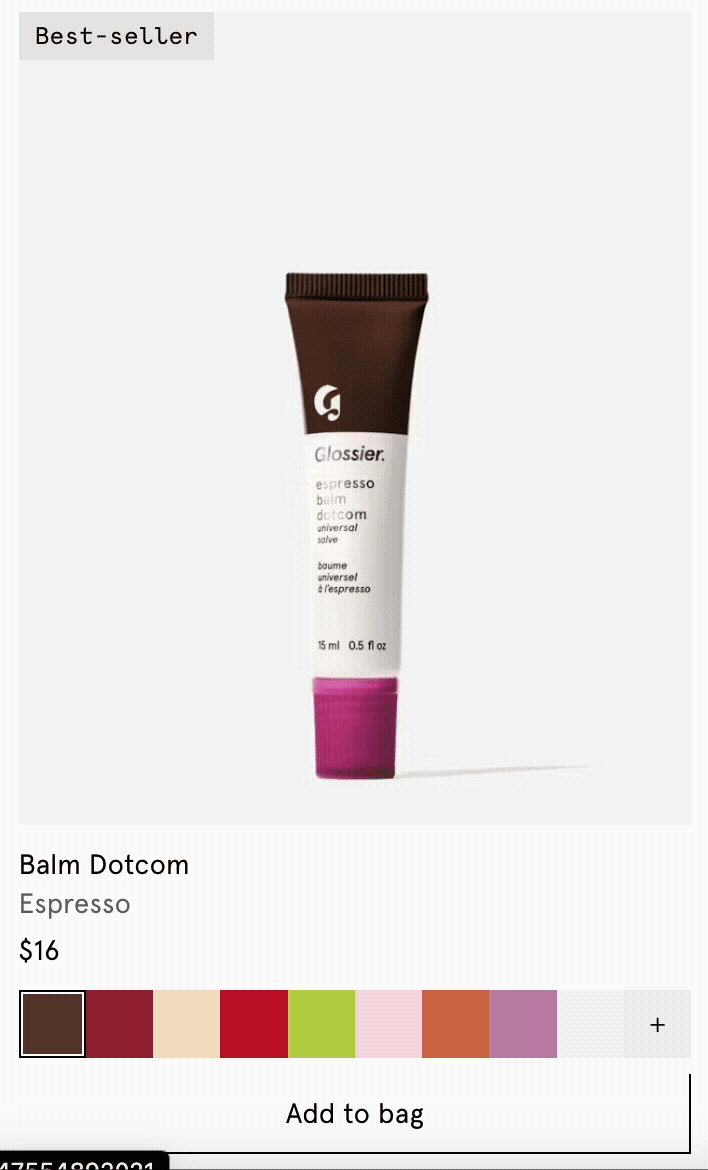 Best-seller
G
Glossier.
espresso
balm
dotcom
universal
salve
baume
universel
à l'espresso
15 ml 0.5 fl oz
Balm Dotcom
Espresso
$16
+
Add to bag